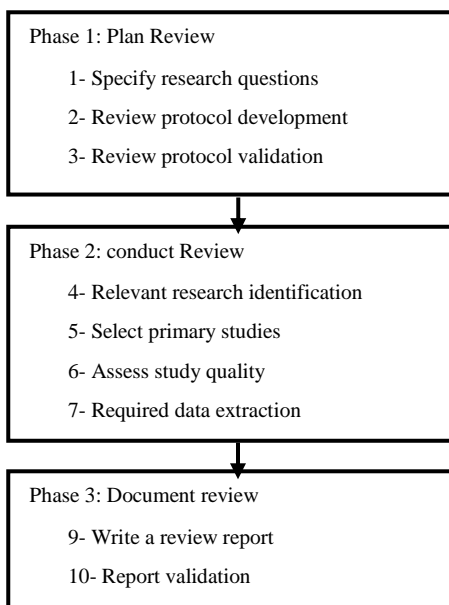 Phase 1: Plan Review
1- Specify research questions
2- Review protocol development
3- Review protocol validation
Phase 2: conduct Review
4- Relevant research identification
5- Select primary studies
6- Assess study quality
7- Required data extraction
Phase 3: Document review
9- Write a review report
10- Report validation